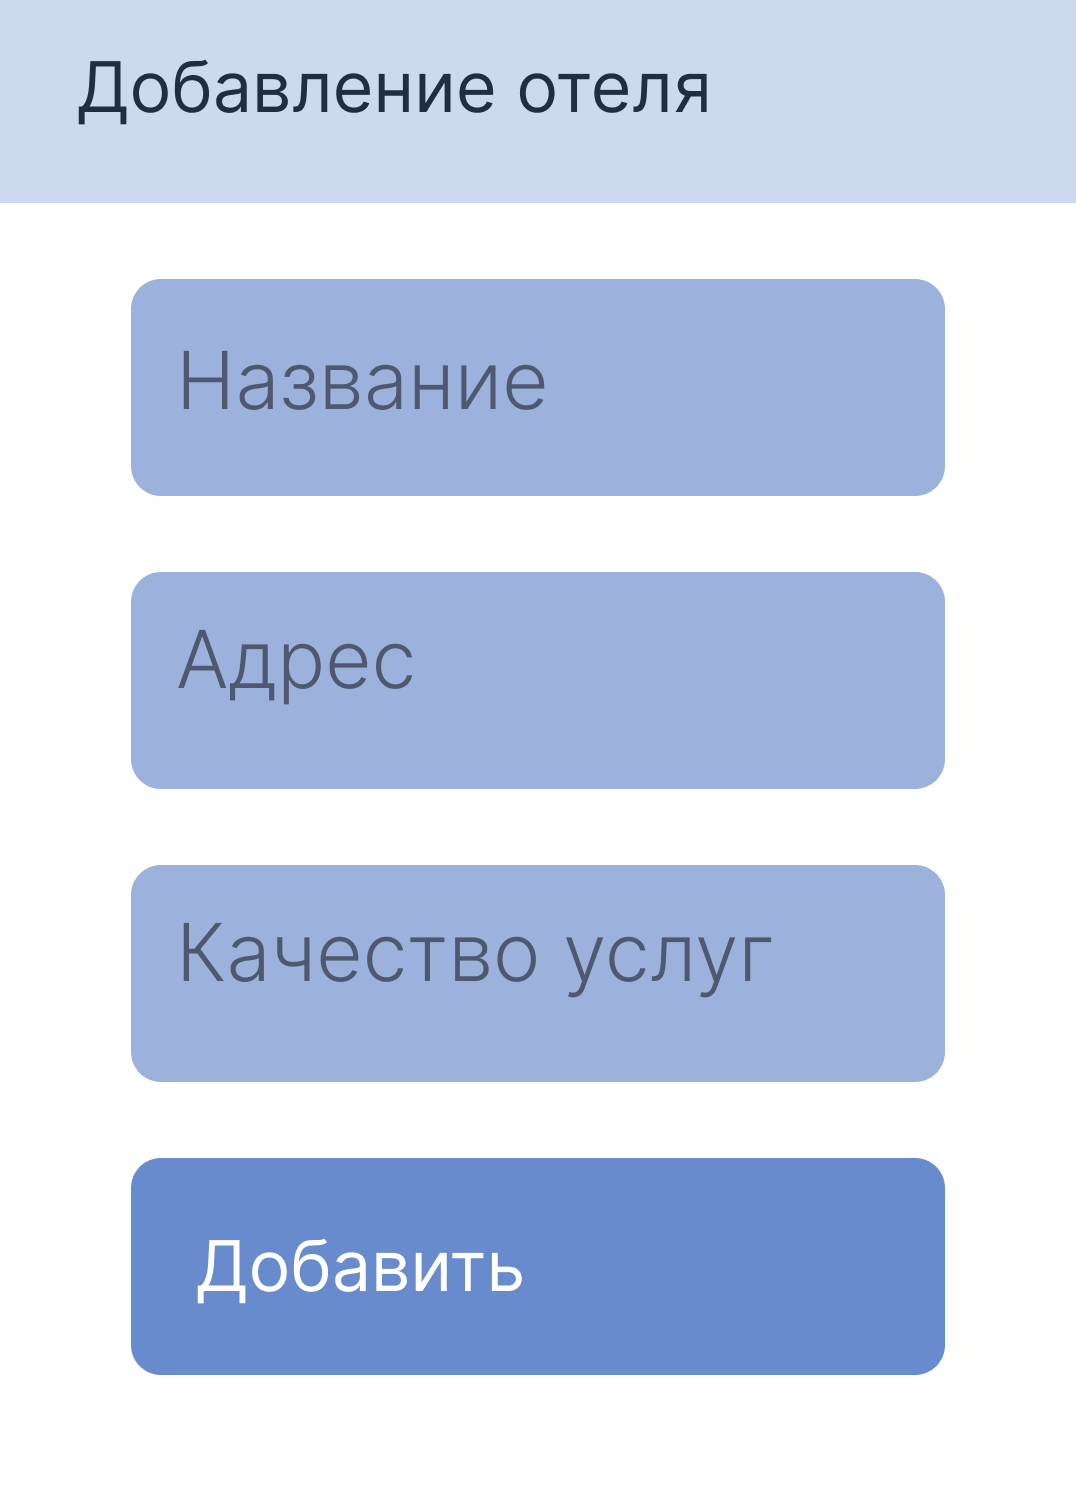 Добавление отеля
Название
Адрес
Качество услуг
Добавить